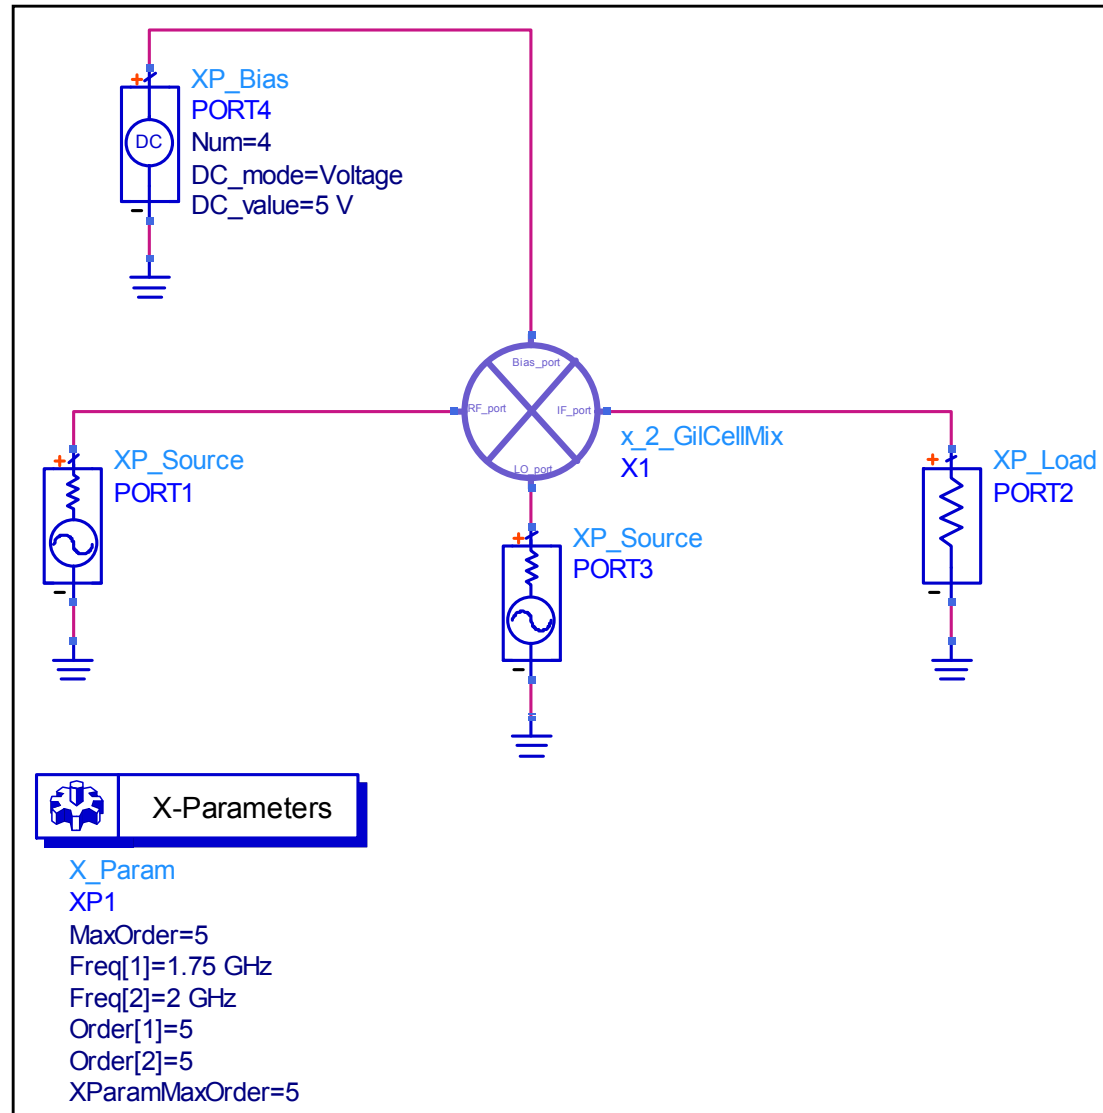 XP_Bias
PORT4
Num=4
DC_mode=Voltage
DC_value=5 V
+
DC
-
Bias_port
RF_port
IF_port
LO_port
x_2_GilCellMix
X1
+
XP_Source
PORT1
-
+
XP_Source
PORT3
-
+
XP_Load
PORT2
-
X-Parameters
X_Param
XP1
MaxOrder=5
Freq[1]=1.75 GHz
Freq[2]=2 GHz
Order[1]=5
Order[2]=5
XParamMaxOrder=5